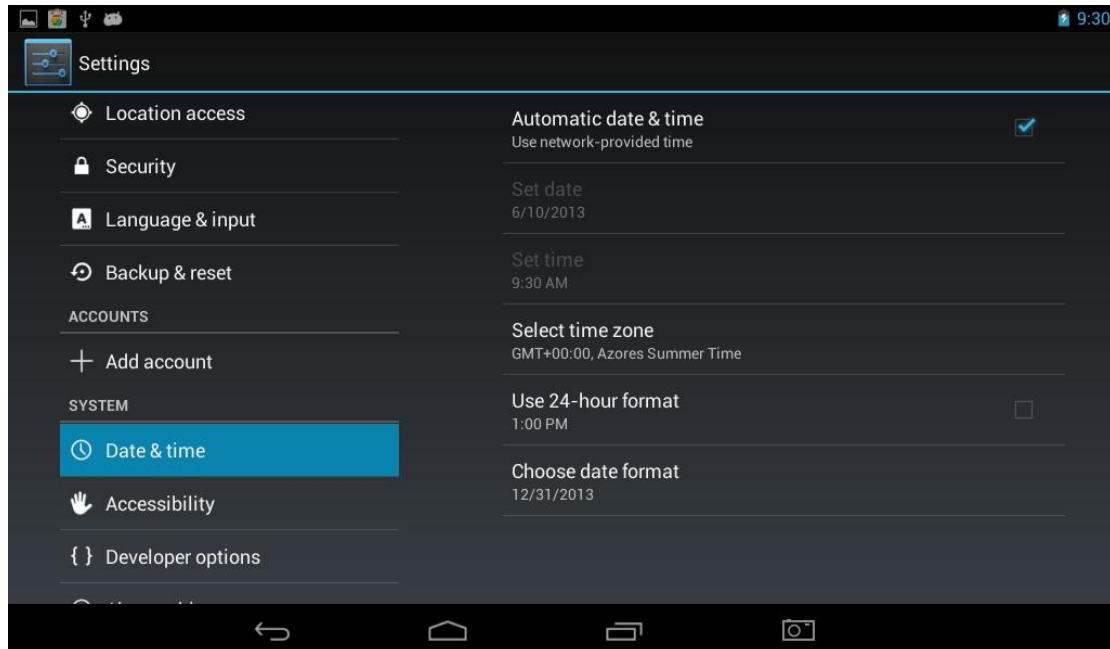 9:30
Settings
Location access
Security
Language & input
Backup & reset
ACCOUNTS
Add account
SYSTEM
Date & time
Accessibility
{ } Developer options
Automatic date & time
Use network-provided time
Set date
6/10/2013
Set time
9:30 AM
Select time zone
GMT+00:00, Azores Summer Time
Use 24-hour format
1:00 PM
Choose date format
12/31/2013